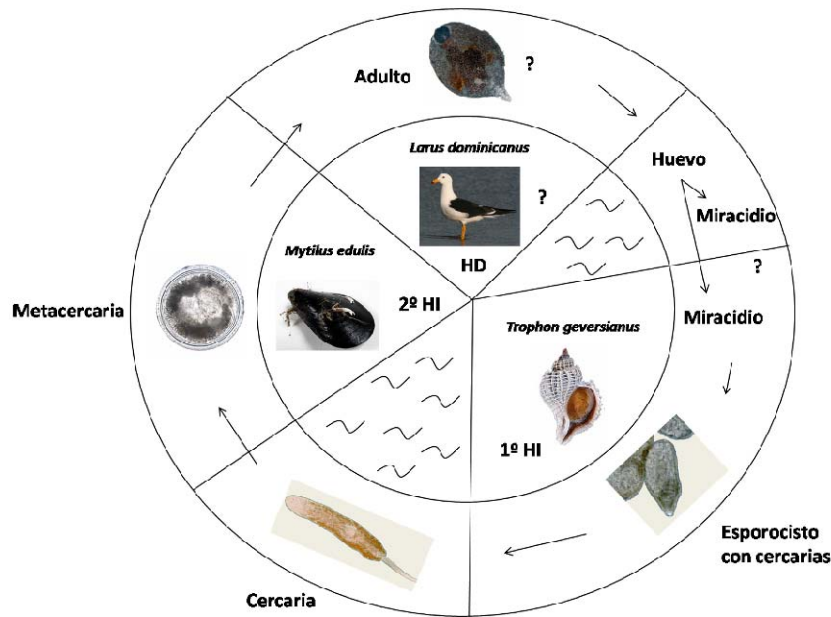 Adulto
?
Larus dominicanus
?
HD
Huevo
Miracidio
?
Miracidio
Mytilus edulis
2º HI
Metacercaria
Trophon geversianus
1º HI
Esporocisto
con cercarias
Cercaria